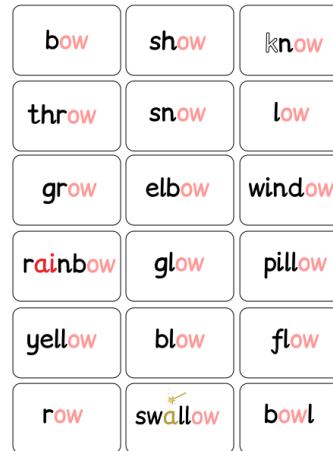 bow show know
throw snow low
grow elbow window
rainbow glow pillow
yellow blow flow
row swallow bowl